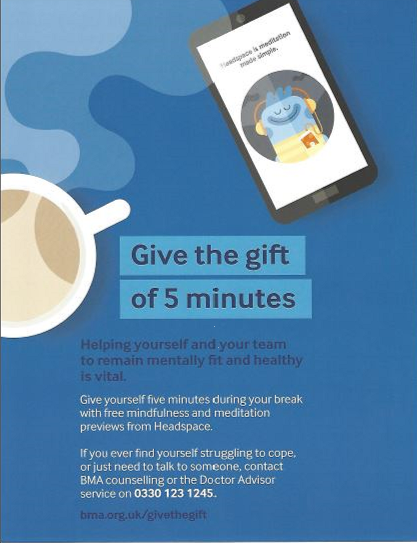 Headspace is meditation
made simple.
Give the gift
of 5 minutes
Helping yourself and your team
to remain mentally fit and healthy
is vital.
Give yourself five minutes during your break
with free mindfulness and meditation
previews from Headspace.
If you ever find yourself struggling to cope,
or just need to talk to someone, contact
BMA counselling or the Doctor Advisor
service on 0330 123 1245.
bma.org.uk/givethegift